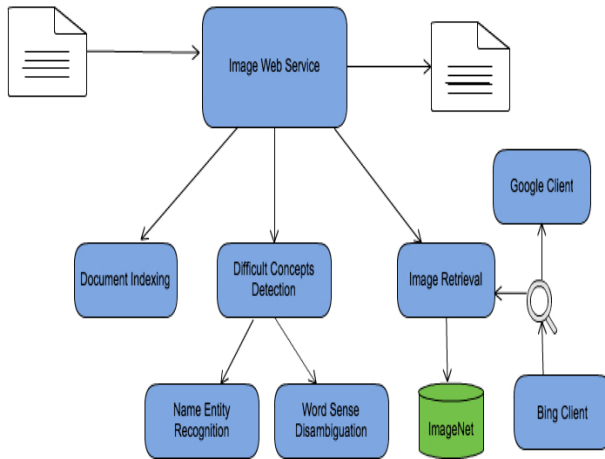 Image Web Service
Google Client
Document Indexing
Difficult Concepts
Detection
Image Retrieval
Name Entity
Recognition
Word Sense
Disambiguation
ImageNet
Bing Client